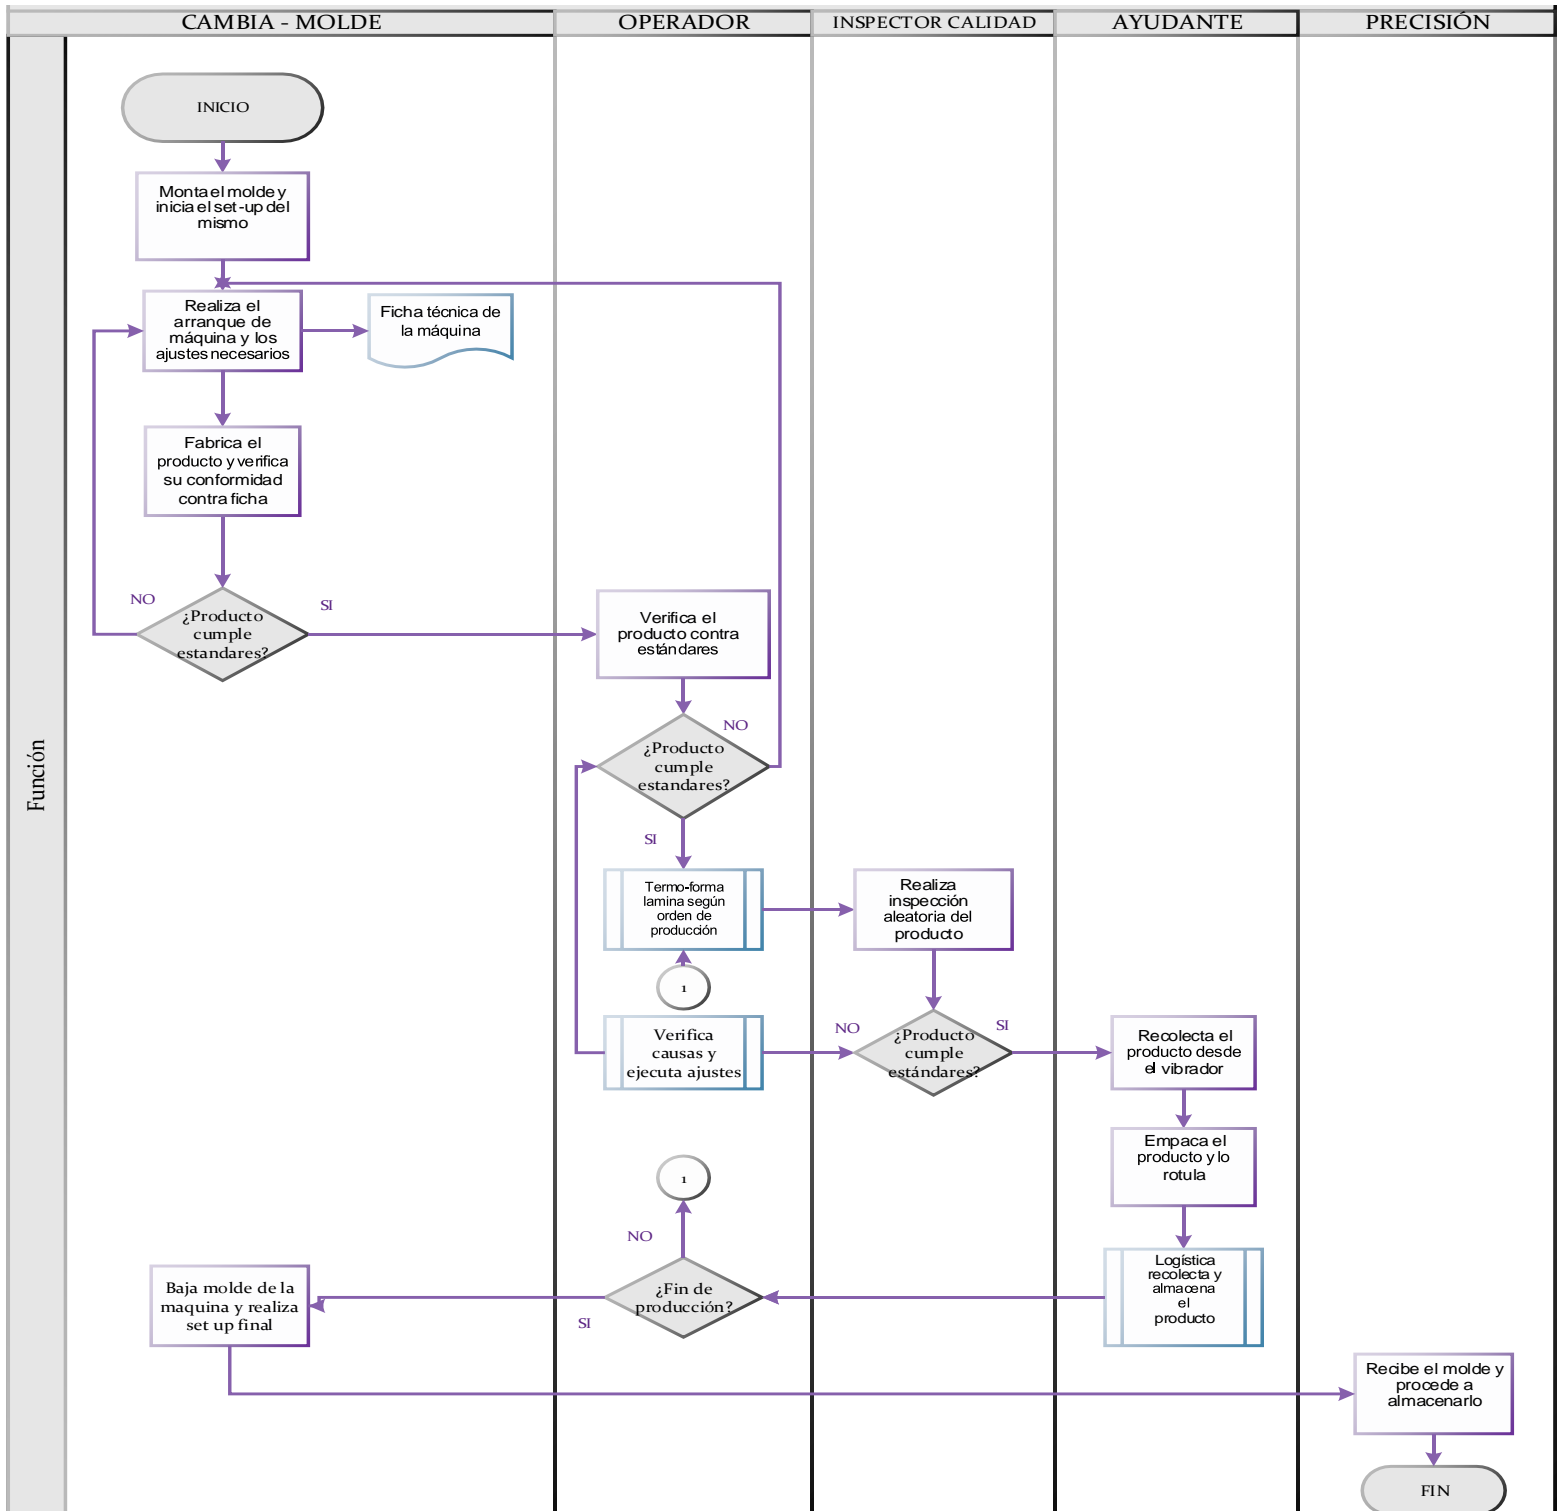 CAMBIA - MOLDE
OPERADOR
INSPECTOR CALIDAD
AYUDANTE
PRECISIÓN
Función
INICIO
Monta el molde y
inicia el set-up del
mismo
Realiza el
arranque de
máquina y los
ajustes necesarios
Ficha técnica de
la máquina
Fabrica el
producto y verifica
su conformidad
contra ficha
NO
¿Producto
cumple
estandares?
SI
Verifica el
producto contra
estándares
NO
¿Producto
cumple
estandares?
SI
Termo-forma
lamina según
orden de
producción
Realiza
inspección
aleatoria del
producto
1
Verifica
causas y
ejecuta ajustes
NO
¿Producto
cumple
estándares?
SI
Recolecta el
producto desde
el vibrador
Empaca el
producto y lo
rotula
1
NO
Logística
recolecta y
almacena
el
producto
¿Fin de
producción?
SI
Baja molde de la
maquina y realiza
set up final
Recibe el molde y
procede a
almacenarlo
FIN